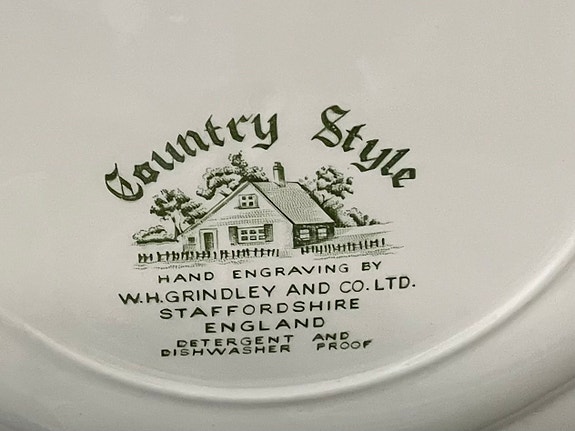 Country Style
HAND ENGRAVING BY
W.H.GRINDLEY AND CO.LTD.
STAFFORDSHIRE
ENGLAND
DETERGENT AND
DISHWASHER PROOF